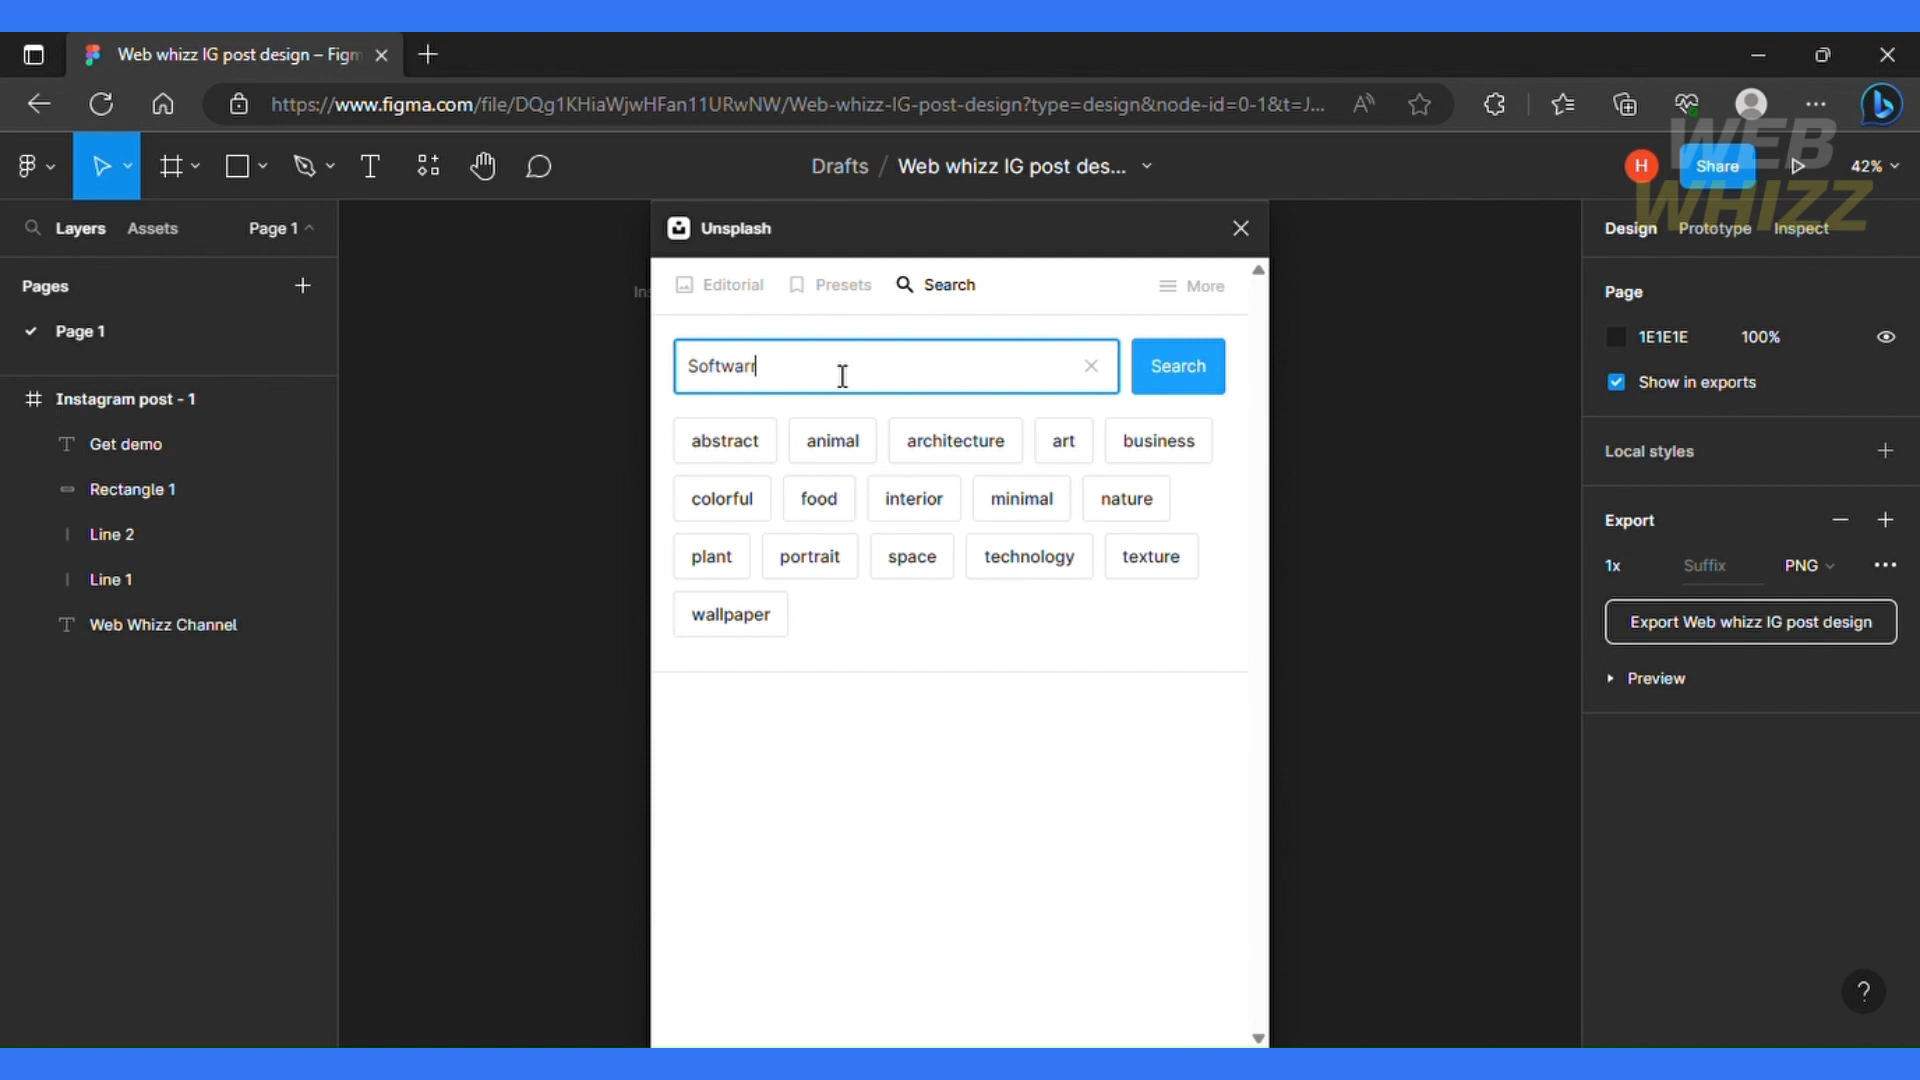 Web whizz IG post design – Figm
https://www.figma.com/file/DQg1KHiaWjwHFan11URwNW/Web-whizz-IG-post-design?type=design&node-id=0-1&t=J...
Drafts / Web whizz IG post des...
H
Share
42%
WEB
WHIZZ
Layers
Assets
Page 1
Unsplash
Design
Prototype
Inspect
Pages
Page 1
Editorial
Presets
Search
More
Ins
Page
1E1E1E
100%
Show in exports
Softwarr
Search
Instagram post - 1
Get demo
Rectangle 1
Line 2
Line 1
Web Whizz Channel
abstract
animal
architecture
art
business
colorful
food
interior
minimal
nature
plant
portrait
space
technology
texture
wallpaper
Local styles
Export
1x
Suffix
PNG
Export Web whizz IG post design
Preview
?